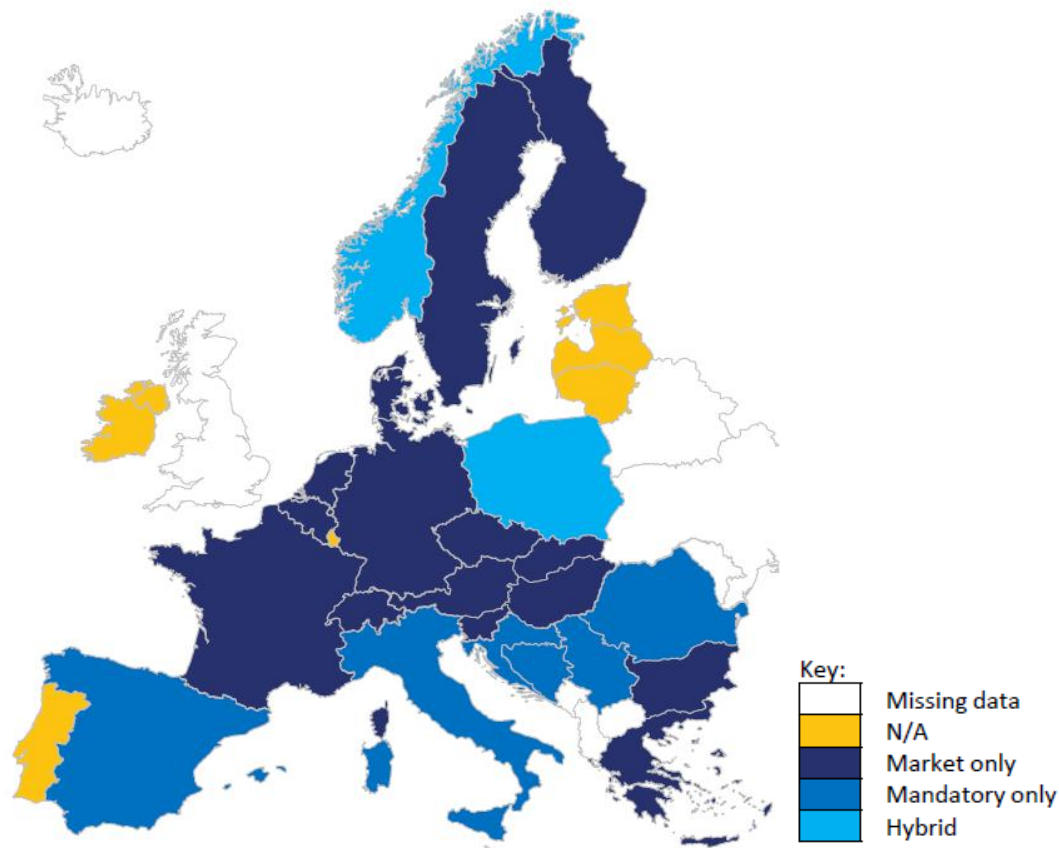 Key:
Missing data
N/A
Market only
Mandatory only
Hybrid